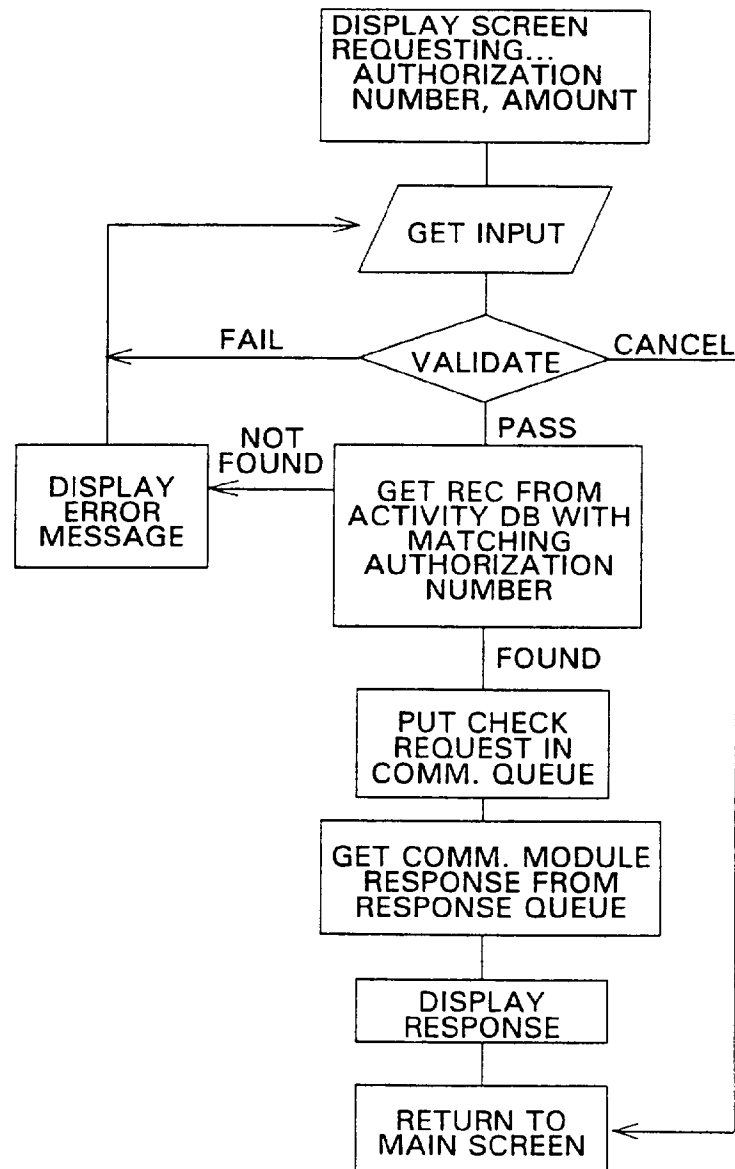 DISPLAY SCREEN
REQUESTING...
AUTHORIZATION
NUMBER, AMOUNT
GET INPUT
FAIL
VALIDATE
CANCEL
PASS
NOT
FOUND
DISPLAY
ERROR
MESSAGE
GET REC FROM
ACTIVITY DB WITH
MATCHING
AUTHORIZATION
NUMBER
FOUND
PUT CHECK
REQUEST IN
COMM. QUEUE
GET COMM. MODULE
RESPONSE FROM
RESPONSE QUEUE
DISPLAY
RESPONSE
RETURN TO
MAIN SCREEN